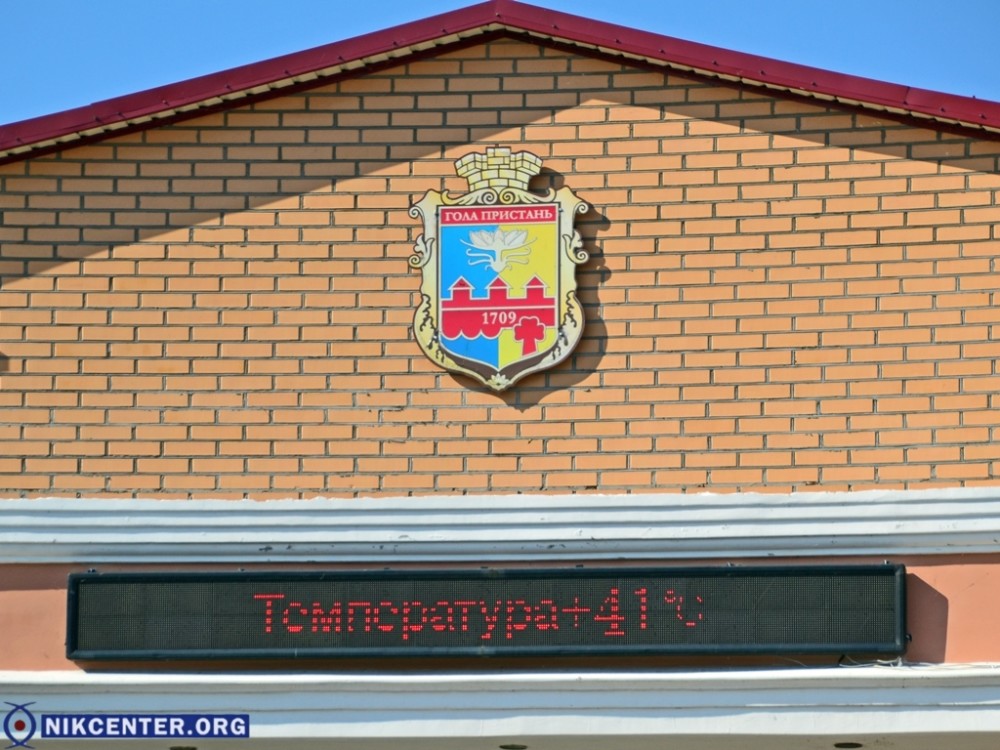 ГОЛА ПРИСТАНЬ
1709
Температура+41°C
NIKCENTER.ORG